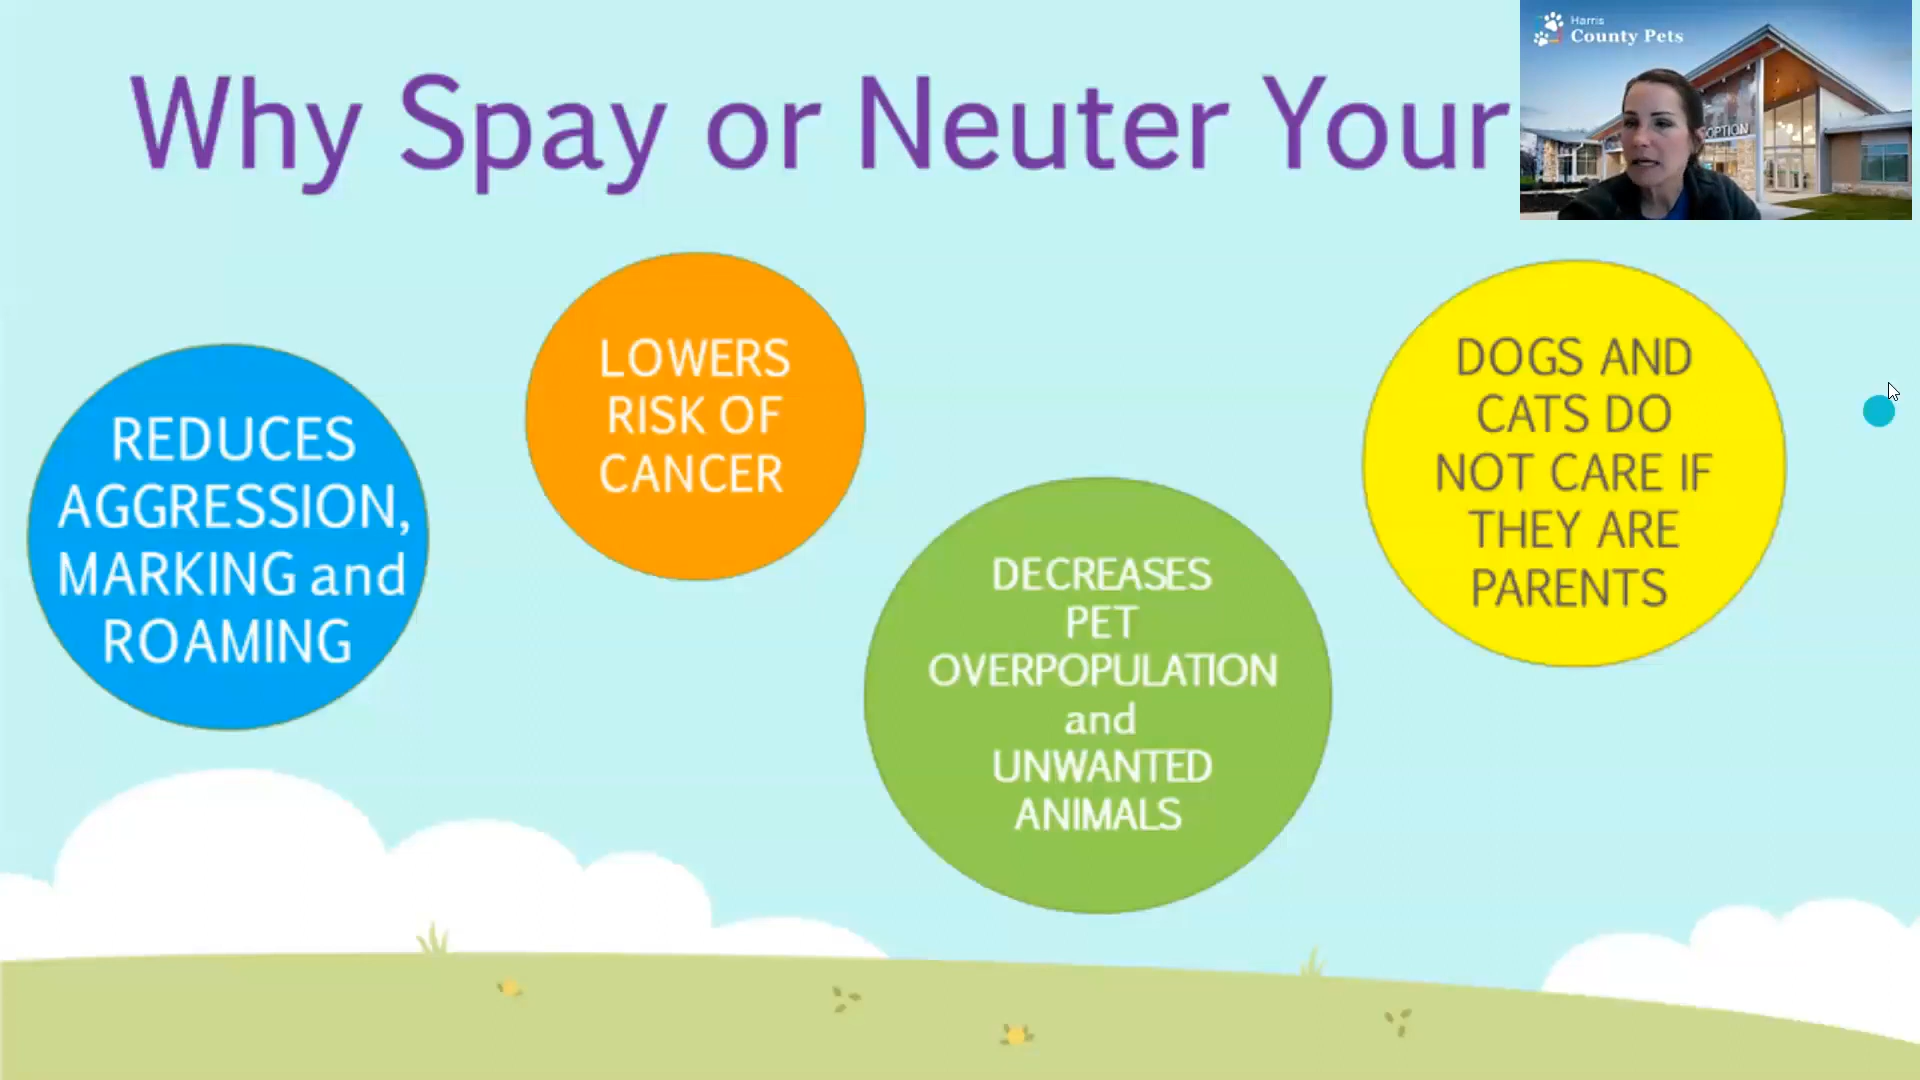 Why Spay or Neuter Your
Harris
County Pets
OPTION
REDUCES
AGGRESSION,
MARKING and
ROAMING
LOWERS
RISK OF
CANCER
DECREASES
PET
OVERPOPULATION
and
UNWANTED
ANIMALS
DOGS AND
CATS DO
NOT CARE IF
THEY ARE
PARENTS